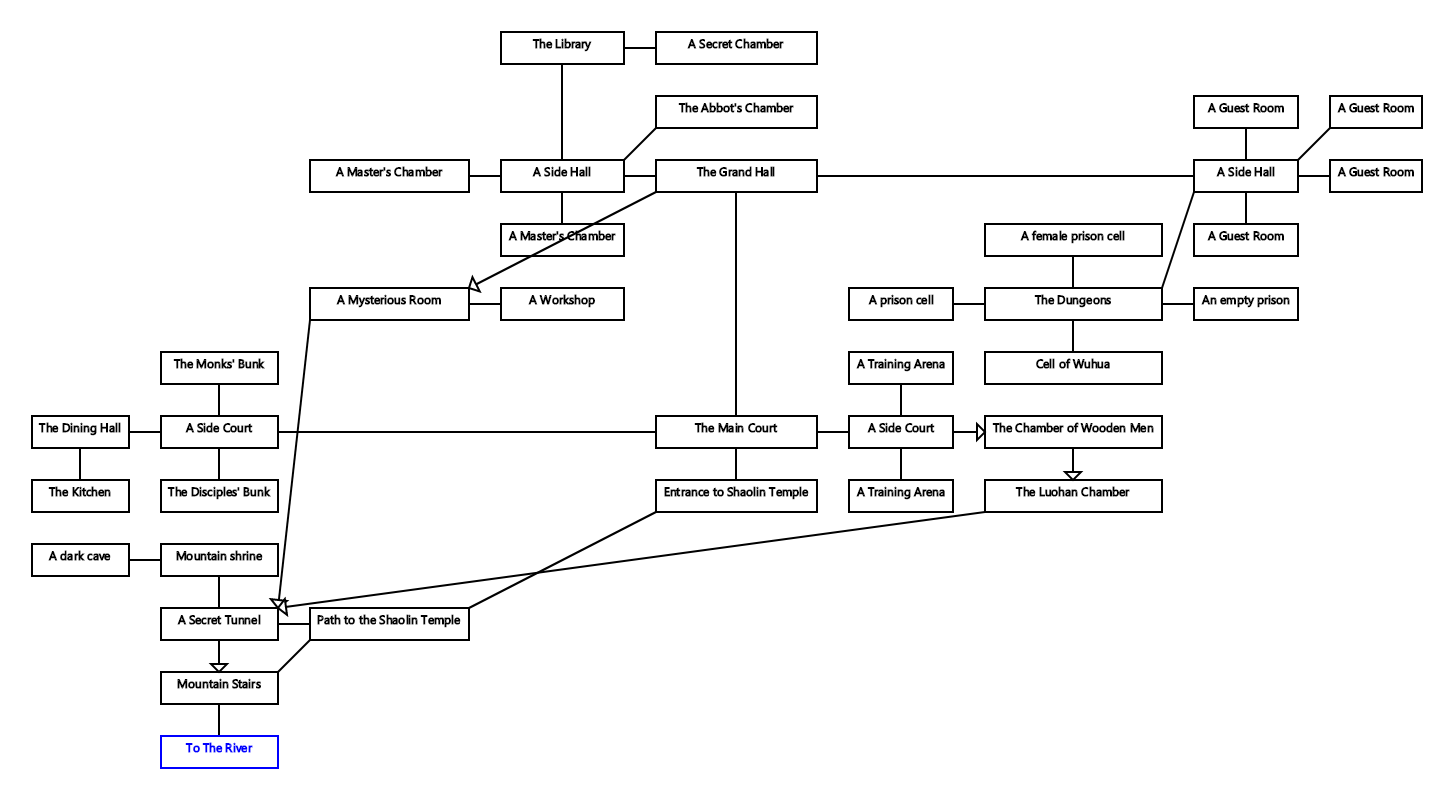 The Library
A Secret Chamber
The Abbot's Chamber
A Guest Room
A Guest Room
A Master's Chamber
A Side Hall
The Grand Hall
A Side Hall
A Guest Room
A Master's Chamber
A female prison cell
A Guest Room
A Mysterious Room
A Workshop
A prison cell
The Dungeons
An empty prison
The Monks' Bunk
A Training Arena
Cell of Wuhua
The Dining Hall
A Side Court
The Main Court
A Side Court
The Chamber of Wooden Men
The Kitchen
The Disciples' Bunk
Entrance to Shaolin Temple
A Training Arena
The Luohan Chamber
A dark cave
Mountain shrine
A Secret Tunnel
Path to the Shaolin Temple
Mountain Stairs
To The River